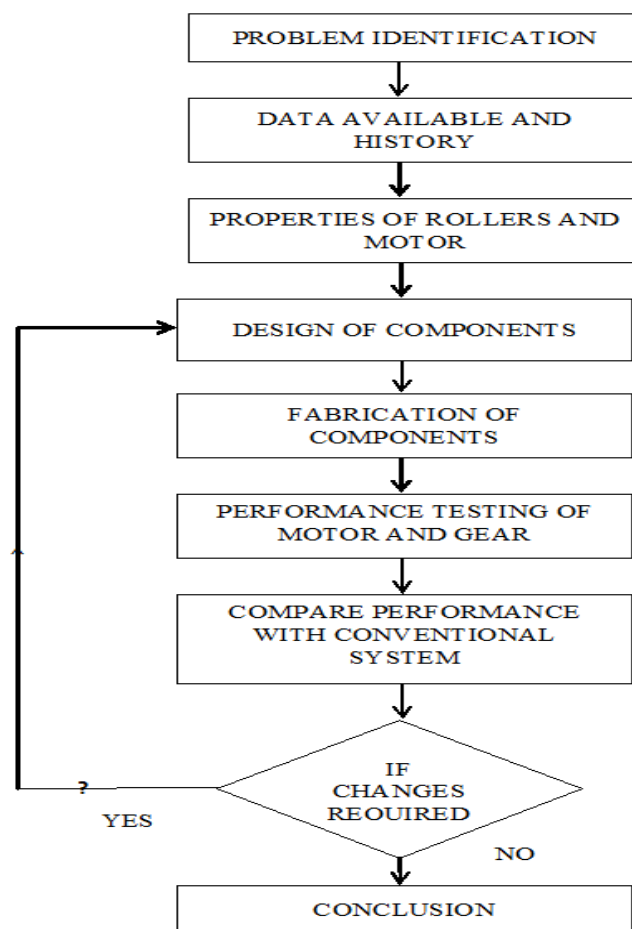 PROBLEM IDENTIFICATION
DATA AVAILABLE AND
HISTORY
PROPERTIES OF ROLLERS AND
MOTOR
DESIGN OF COMPONENTS
FABRICATION OF
COMPONENTS
PERFORMANCE TESTING OF
MOTOR AND GEAR
COMPARE PERFORMANCE
WITH CONVENTIONAL
SYSTEM
IF
CHANGES
REQUIRED
?
YES
NO
CONCLUSION